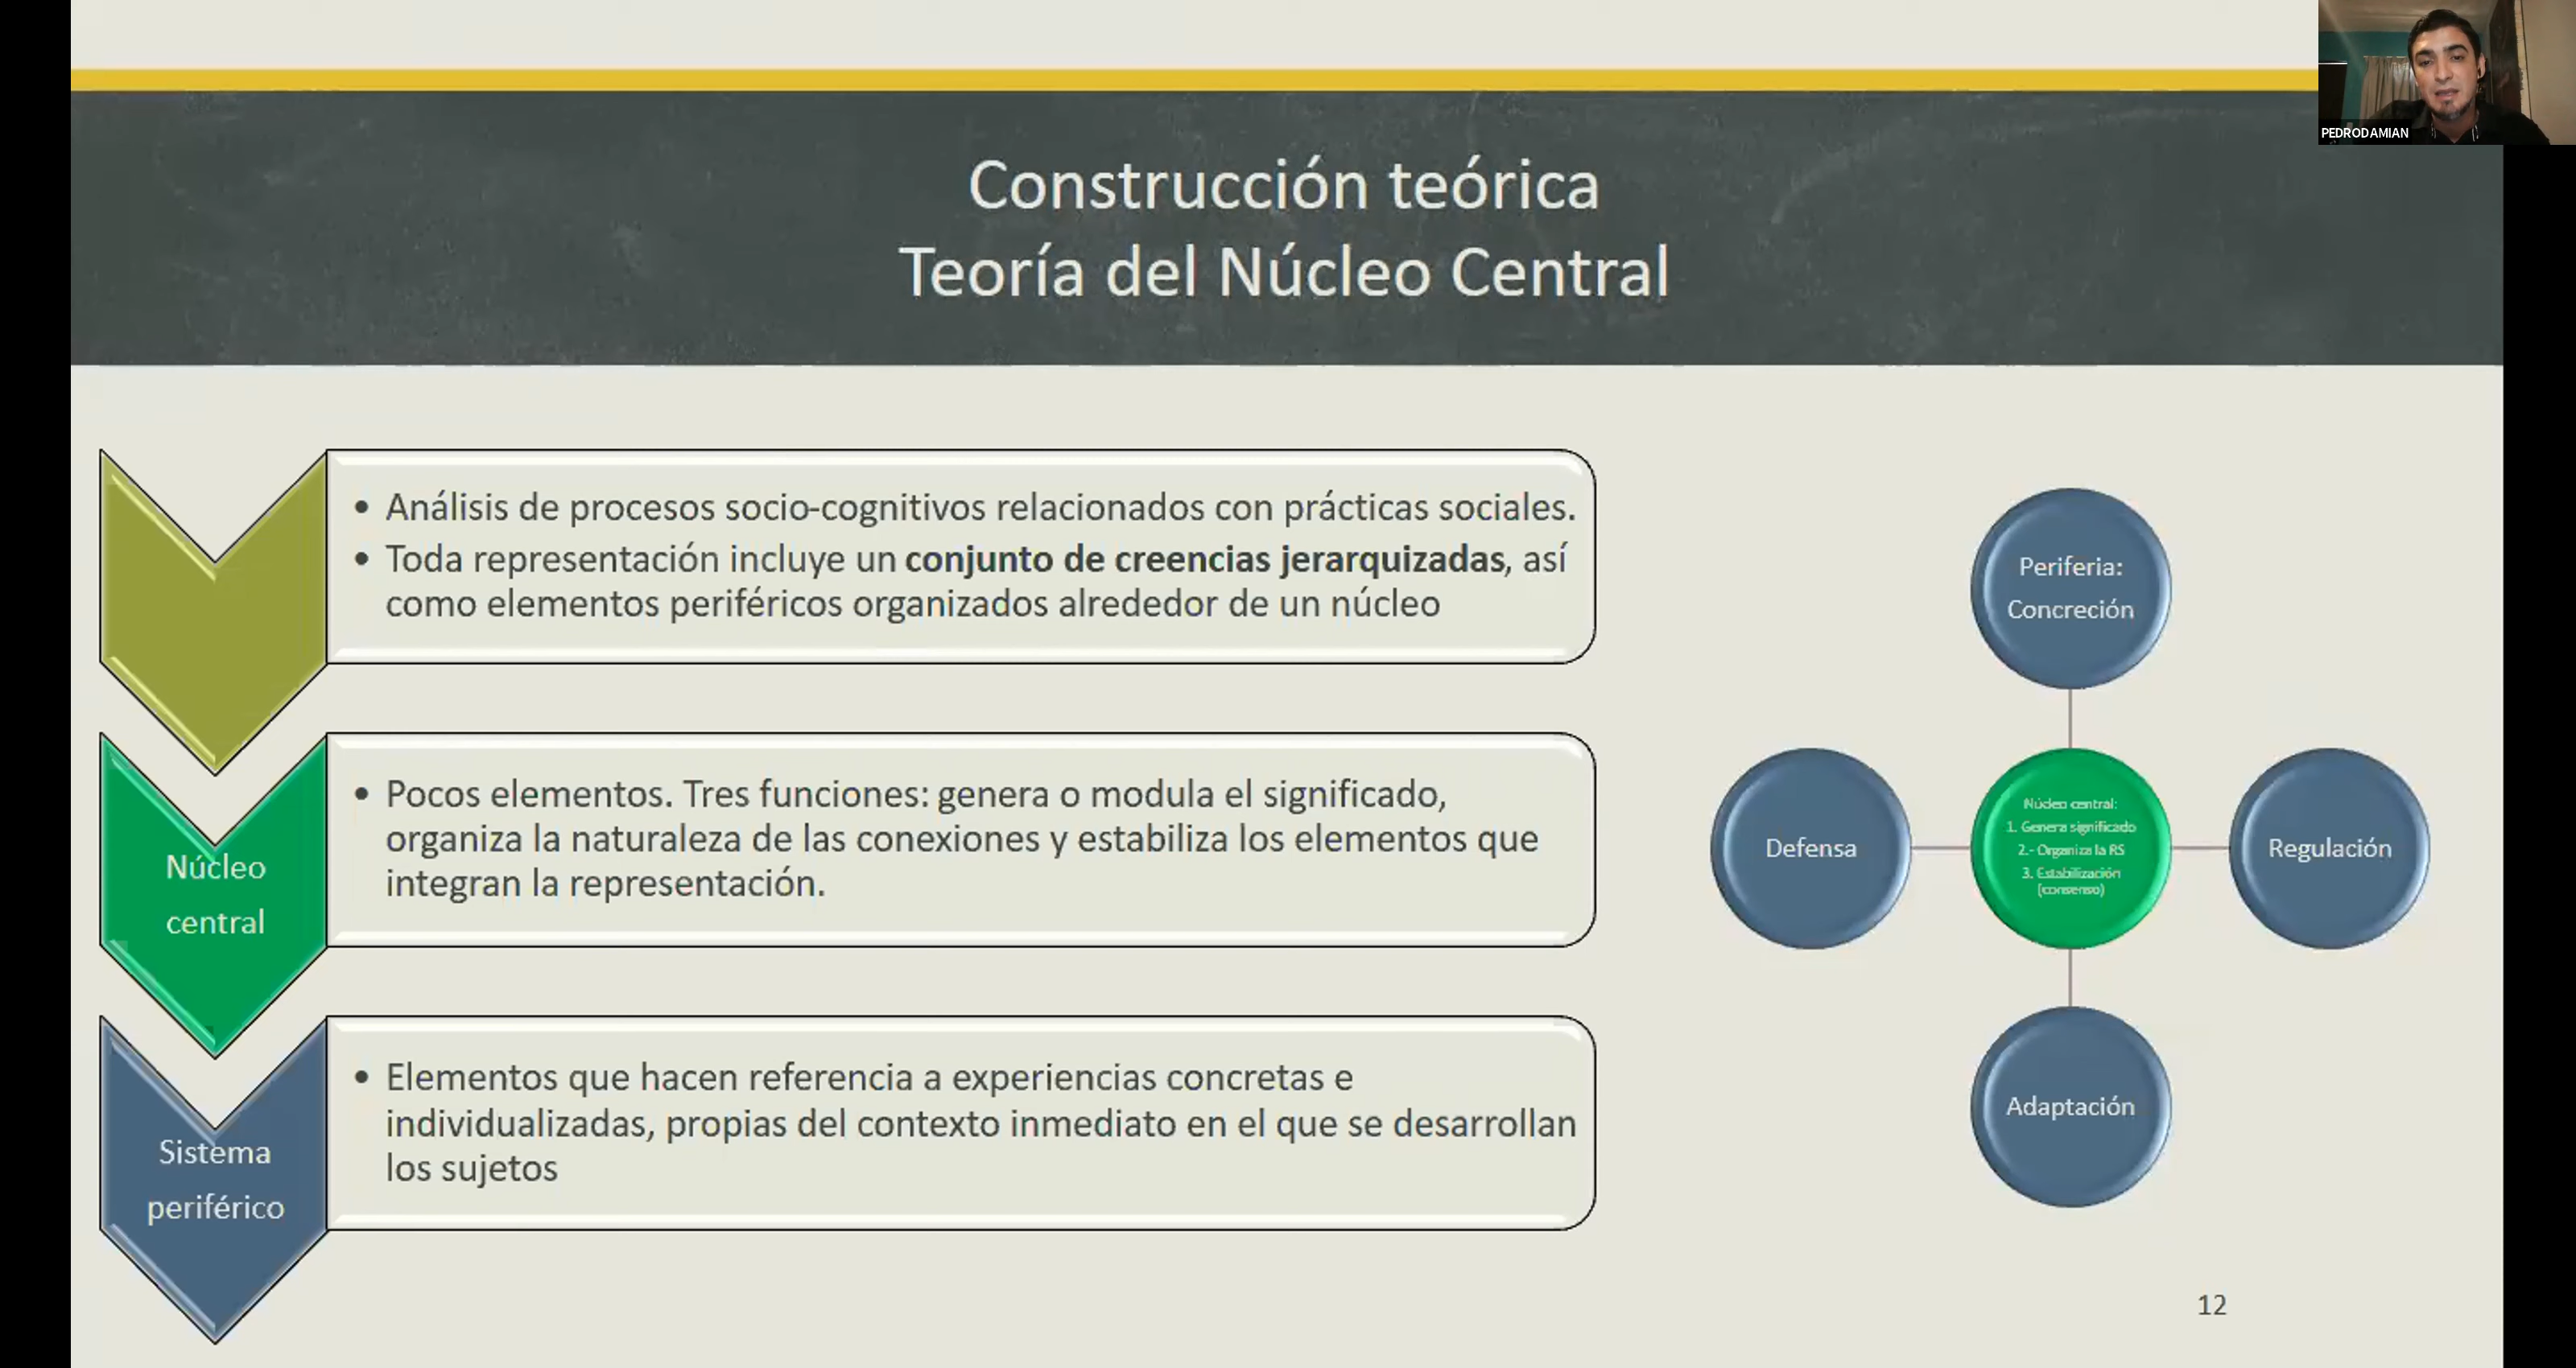 PEDRODAMIAN
Construcción teórica
Teoría del Núcleo Central
• Análisis de procesos socio-cognitivos relacionados con prácticas sociales.
• Toda representación incluye un conjunto de creencias jerarquizadas, así
como elementos periféricos organizados alrededor de un núcleo
Núcleo
central
• Pocos elementos. Tres funciones: genera o modula el significado,
organiza la naturaleza de las conexiones y estabiliza los elementos que
integran la representación.
Sistema
periférico
• Elementos que hacen referencia a experiencias concretas e
individualizadas, propias del contexto inmediato en el que se desarrollan
los sujetos
Periferia:
Concreción
Defensa
Núcleo central:
1. Genera significado
2.- Organiza la RS
3. Estabilización
(consenso)
Regulación
Adaptación
12